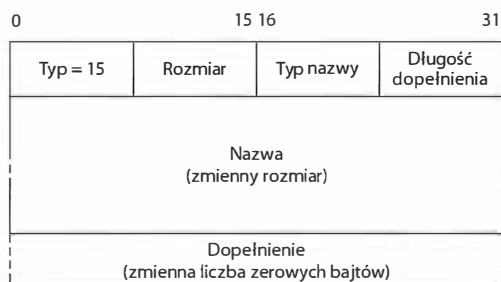 0 15 16 31
Typ = 15 Rozmiar Typ nazwy Długość
dopełnienia
Nazwa
(zmienny rozmiar)
Dopełnienie
(zmienna liczba zerowych bajtów)